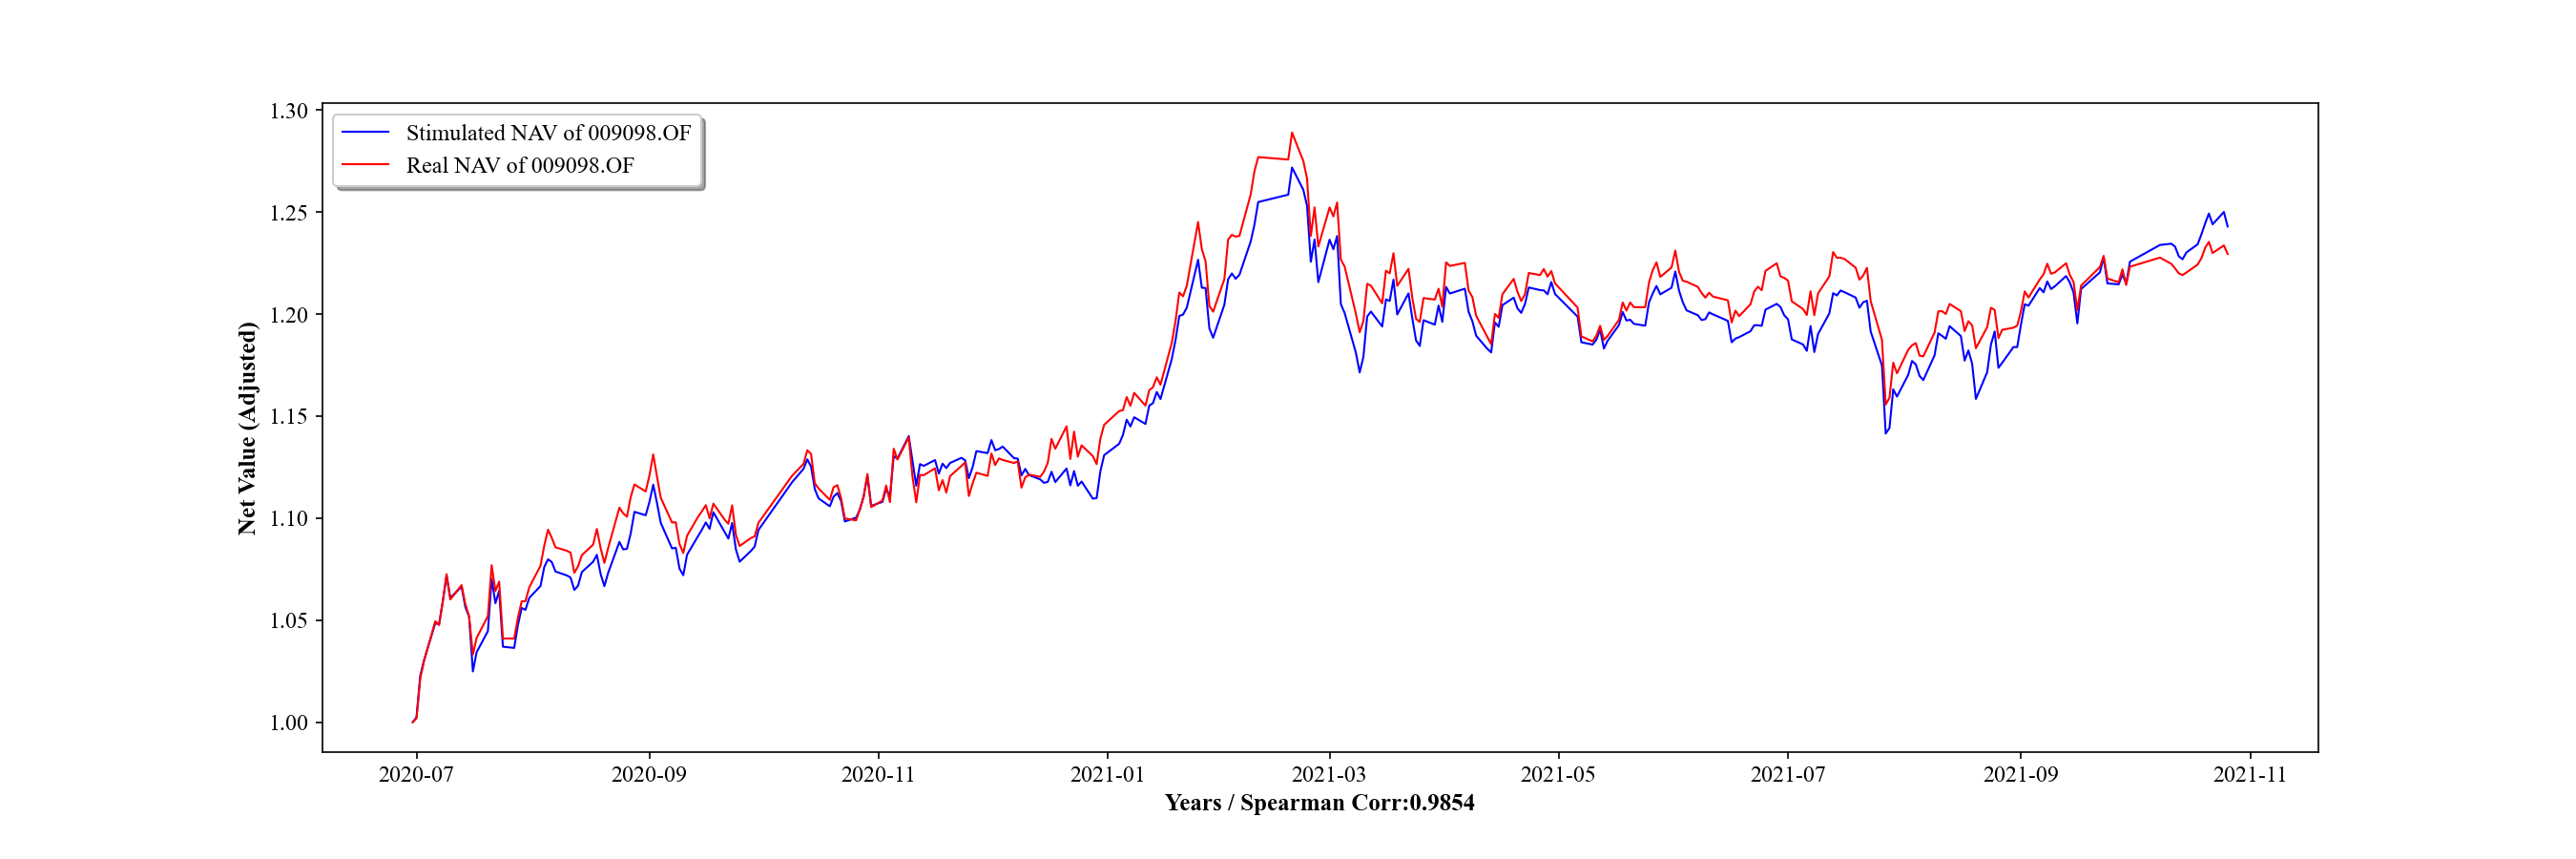 Stimulated NAV of 009098.OF
Real NAV of 009098.OF
Net Value (Adjusted)
1.30
1.25
1.20
1.15
1.10
1.05
1.00
2020-07 2020-09 2020-11 2021-01 2021-03 2021-05 2021-07 2021-09 2021-11
Years / Spearman Corr:0.9854